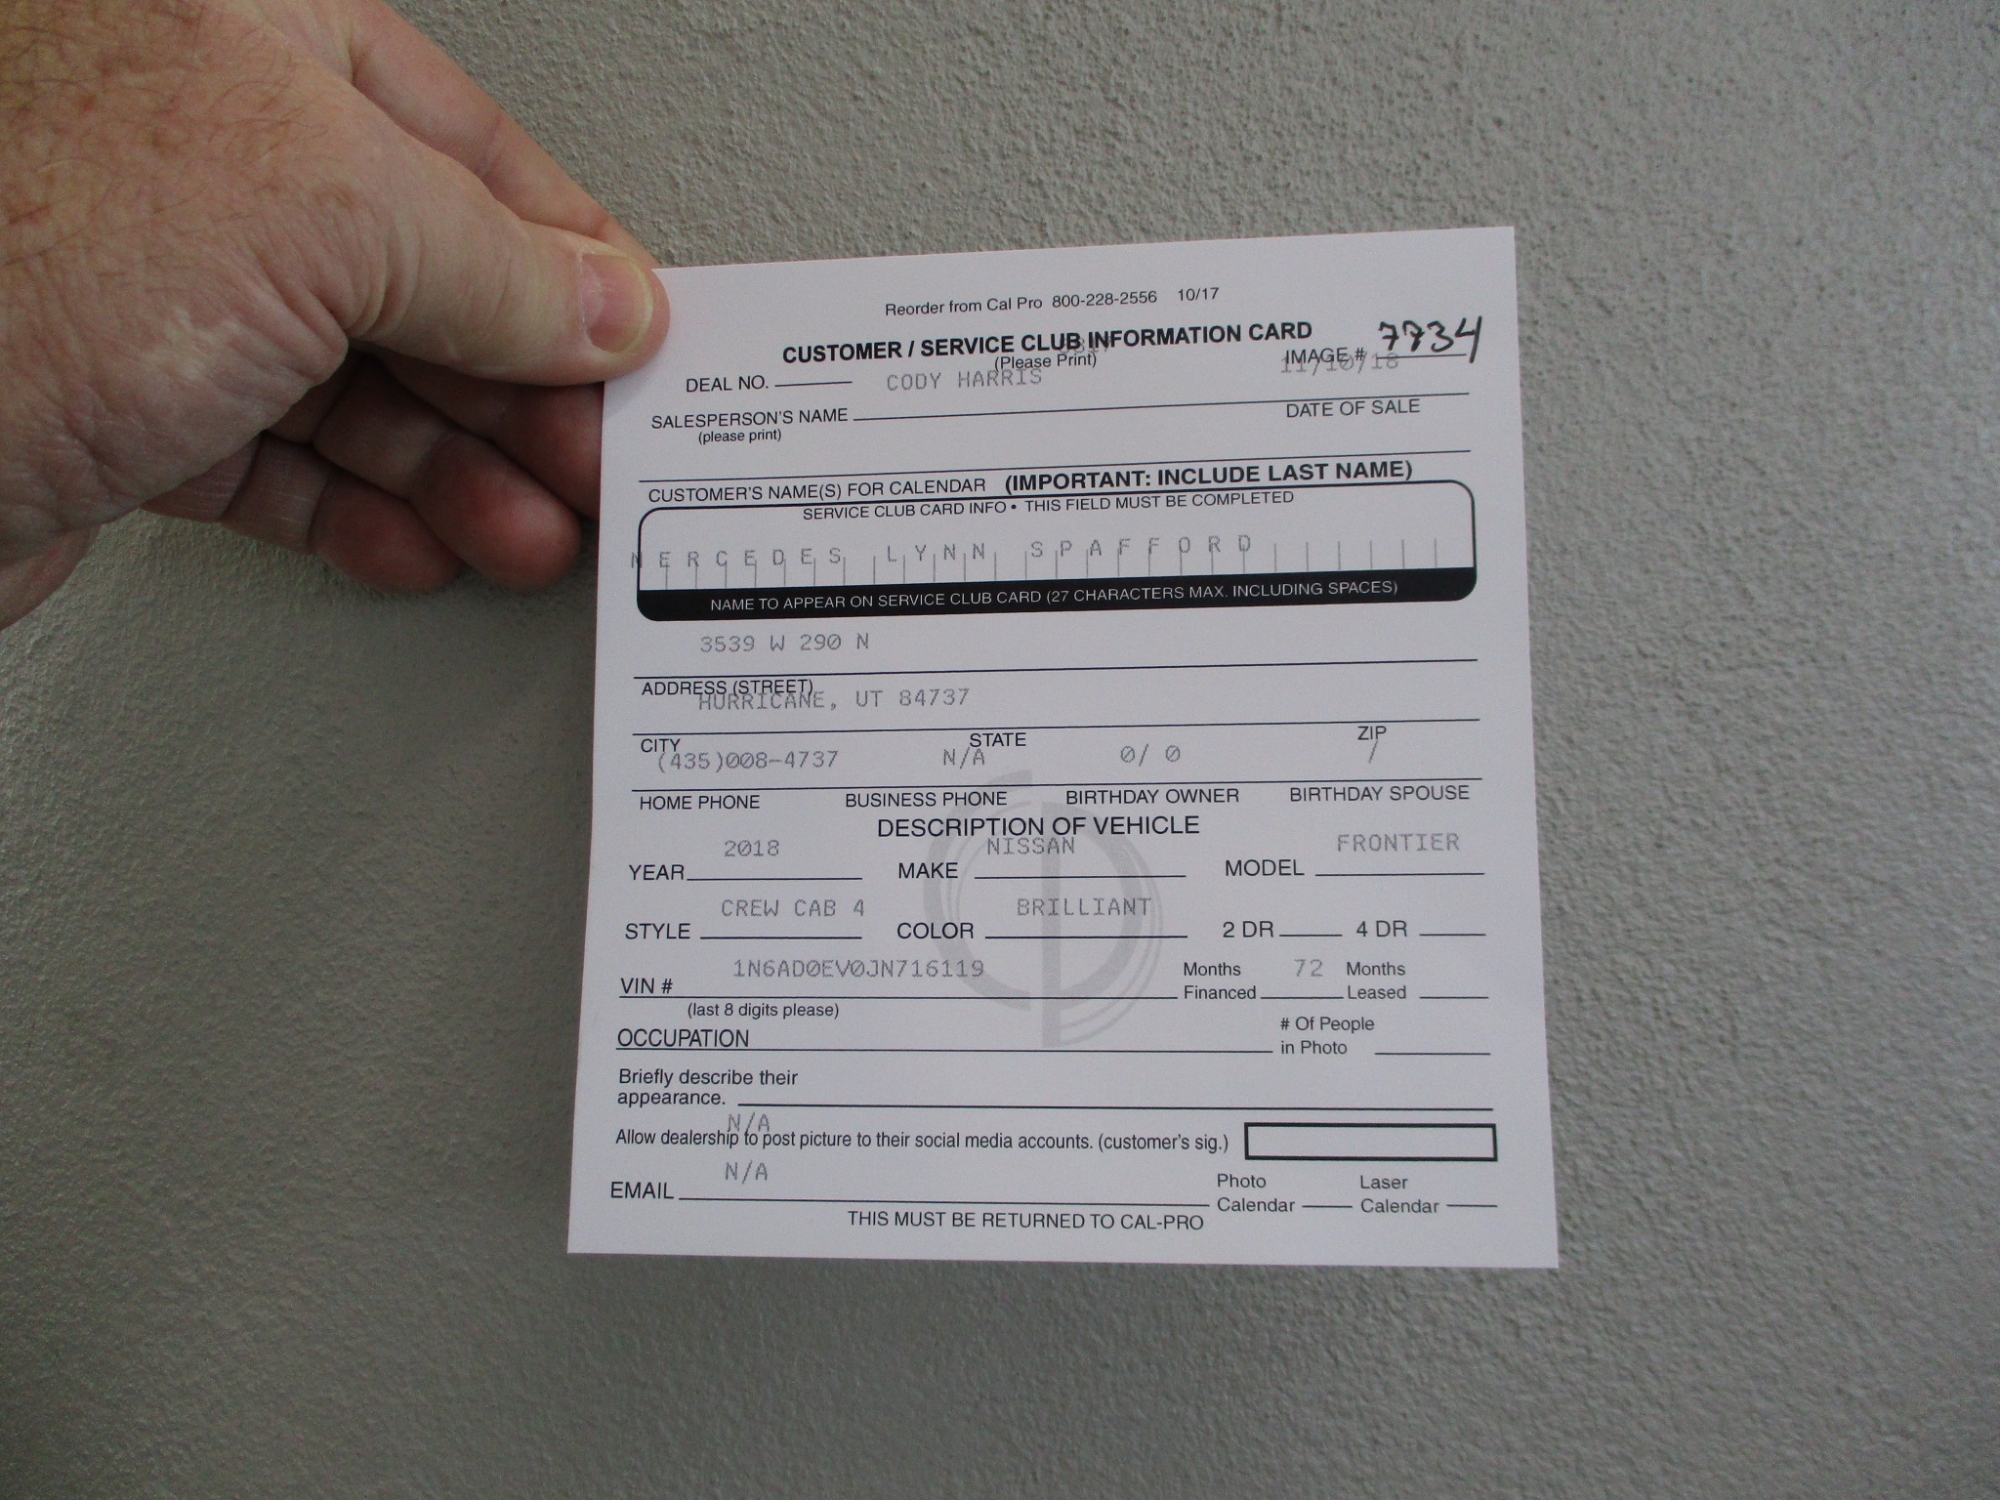 Reorder from Cal Pro 800-228-2556 10/17
CUSTOMER / SERVICE CLUB INFORMATION CARD
(Please Print)
IMAGE # 7734
11/10/18
DEAL NO.
CODY HARRIS
SALESPERSON'S NAME
(please print)
DATE OF SALE
CUSTOMER'S NAME(S) FOR CALENDAR (IMPORTANT: INCLUDE LAST NAME)
SERVICE CLUB CARD INFO • THIS FIELD MUST BE COMPLETED
MERCEDES LYNN SPAFFORD
NAME TO APPEAR ON SERVICE CLUB CARD (27 CHARACTERS MAX. INCLUDING SPACES)
3539 W 290 N
ADDRESS (STREET)
HURRICANE, UT 84737
CITY STATE ZIP
(435)008-4737 N/A 0/ 0 /
HOME PHONE BUSINESS PHONE BIRTHDAY OWNER BIRTHDAY SPOUSE
DESCRIPTION OF VEHICLE
2018 NISSAN FRONTIER
YEAR MAKE MODEL
CREW CAB 4 BRILLIANT
STYLE COLOR 2 DR 4 DR
1N6AD0EV0JN716119
VIN #
(last 8 digits please)
Months Financed 72 Months Leased
OCCUPATION
# Of People in Photo
Briefly describe their
appearance.
N/A
Allow dealership to post picture to their social media accounts. (customer's sig.)
N/A
EMAIL
Photo Calendar Laser Calendar
THIS MUST BE RETURNED TO CAL-PRO